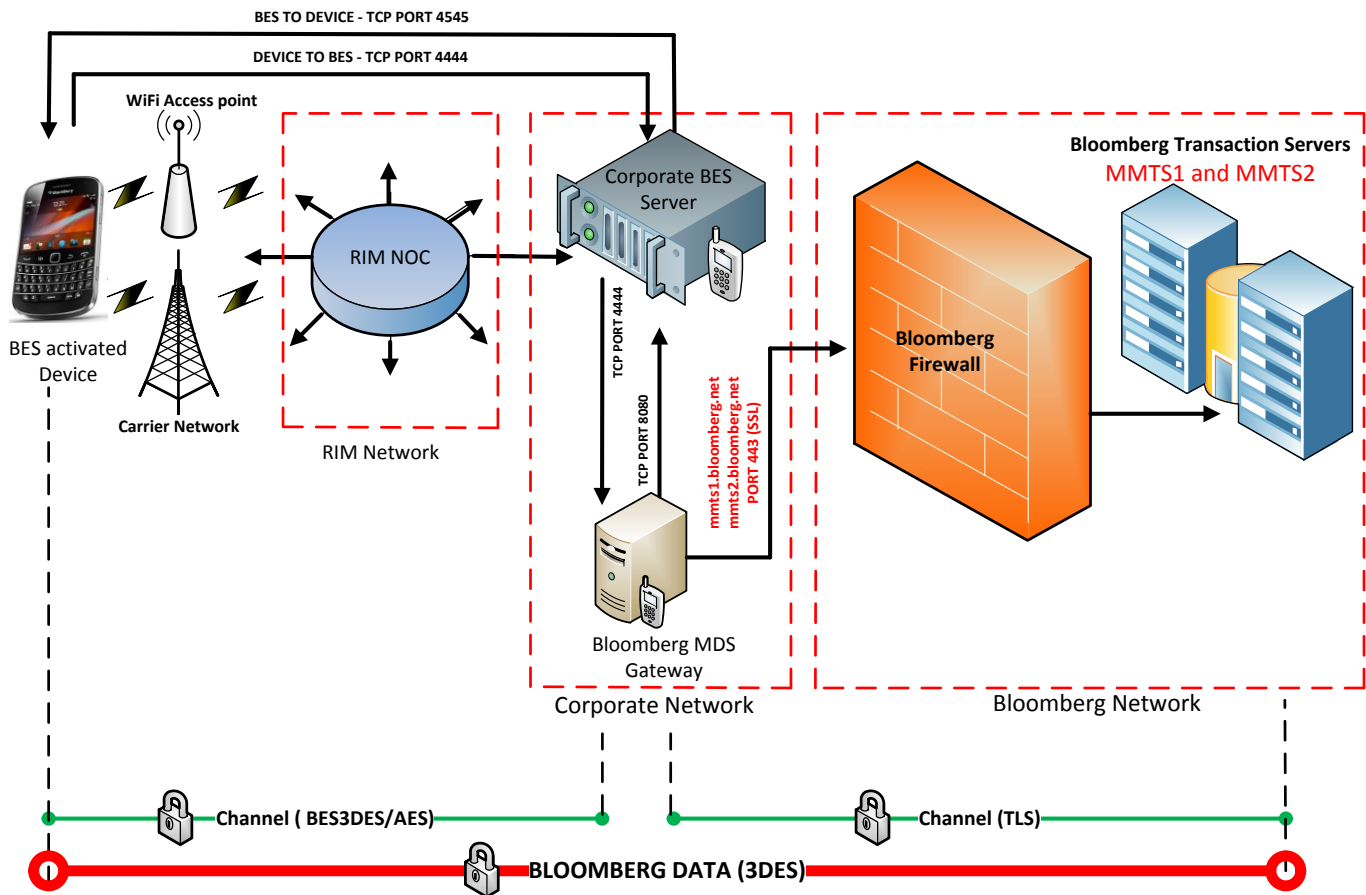 BES TO DEVICE - TCP PORT 4545
DEVICE TO BES - TCP PORT 4444
WiFi Access point
BES activated
Device
Carrier Network
RIM NOC
RIM Network
Corporate BES
Server
TCP PORT 4444
TCP PORT 8080
mmts1.bloomberg.net
mmts2.bloomberg.net
PORT 443 (SSL)
Bloomberg MDS
Gateway
Corporate Network
Bloomberg
Firewall
Bloomberg Transaction Servers
MMTS1 and MMTS2
Bloomberg Network
Channel ( BES3DES/AES)
Channel (TLS)
BLOOMBERG DATA (3DES)